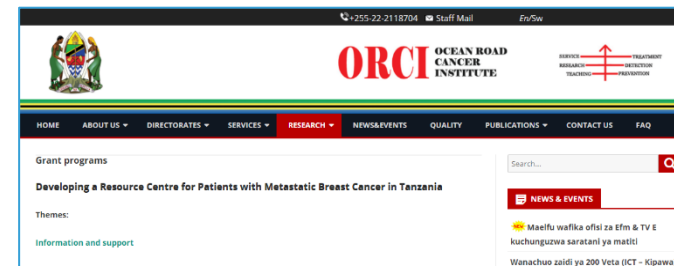 +255-22-2118704 Staff Mail En/Sw
ORCI OCEAN ROAD
CANCER
INSTITUTE
SERVICE TREATMENT
RESEARCH DETECTION
TEACHING PREVENTION
HOME ABOUT US DIRECTORATES SERVICES RESEARCH NEWS&EVENTS QUALITY PUBLICATIONS CONTACT US FAQ
Grant programs
Developing a Resource Centre for Patients with Metastatic Breast Cancer in Tanzania
Themes:
Information and support
Search...
NEWS & EVENTS
NEW Maelfu wafika ofisi za Efm & TV E
kuchunguzwa saratani ya matiti
Wanachuo zaidi ya 200 Veta (ICT – Kipawa